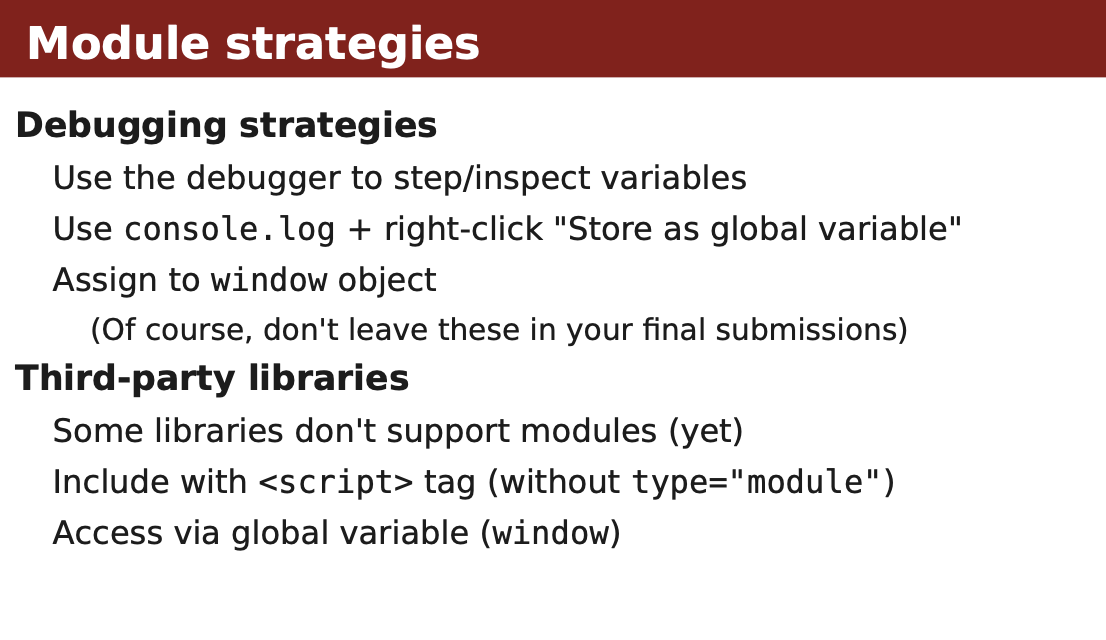 Module strategies
Debugging strategies
Use the debugger to step/inspect variables
Use console.log + right-click "Store as global variable"
Assign to window object
(Of course, don't leave these in your final submissions)
Third-party libraries
Some libraries don't support modules (yet)
Include with <script> tag (without type="module")
Access via global variable (window)